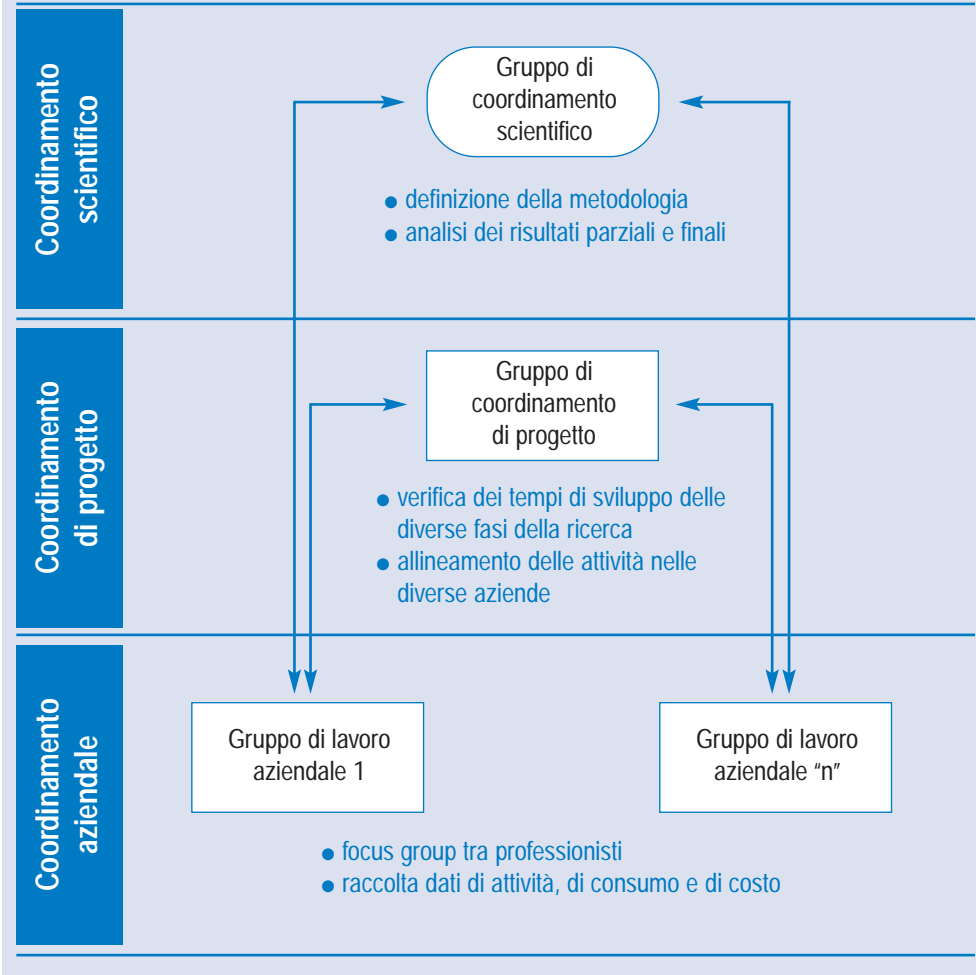 Coordinamento
scientifico
Gruppo di
coordinamento
scientifico
● definizione della metodologia
● analisi dei risultati parziali e finali
Coordinamento
di progetto
Gruppo di
coordinamento
di progetto
● verifica dei tempi di sviluppo delle
diverse fasi della ricerca
● allineamento delle attività nelle
diverse aziende
Coordinamento
aziendale
Gruppo di lavoro
aziendale 1
Gruppo di lavoro
aziendale “n”
● focus group tra professionisti
● raccolta dati di attività, di consumo e di costo